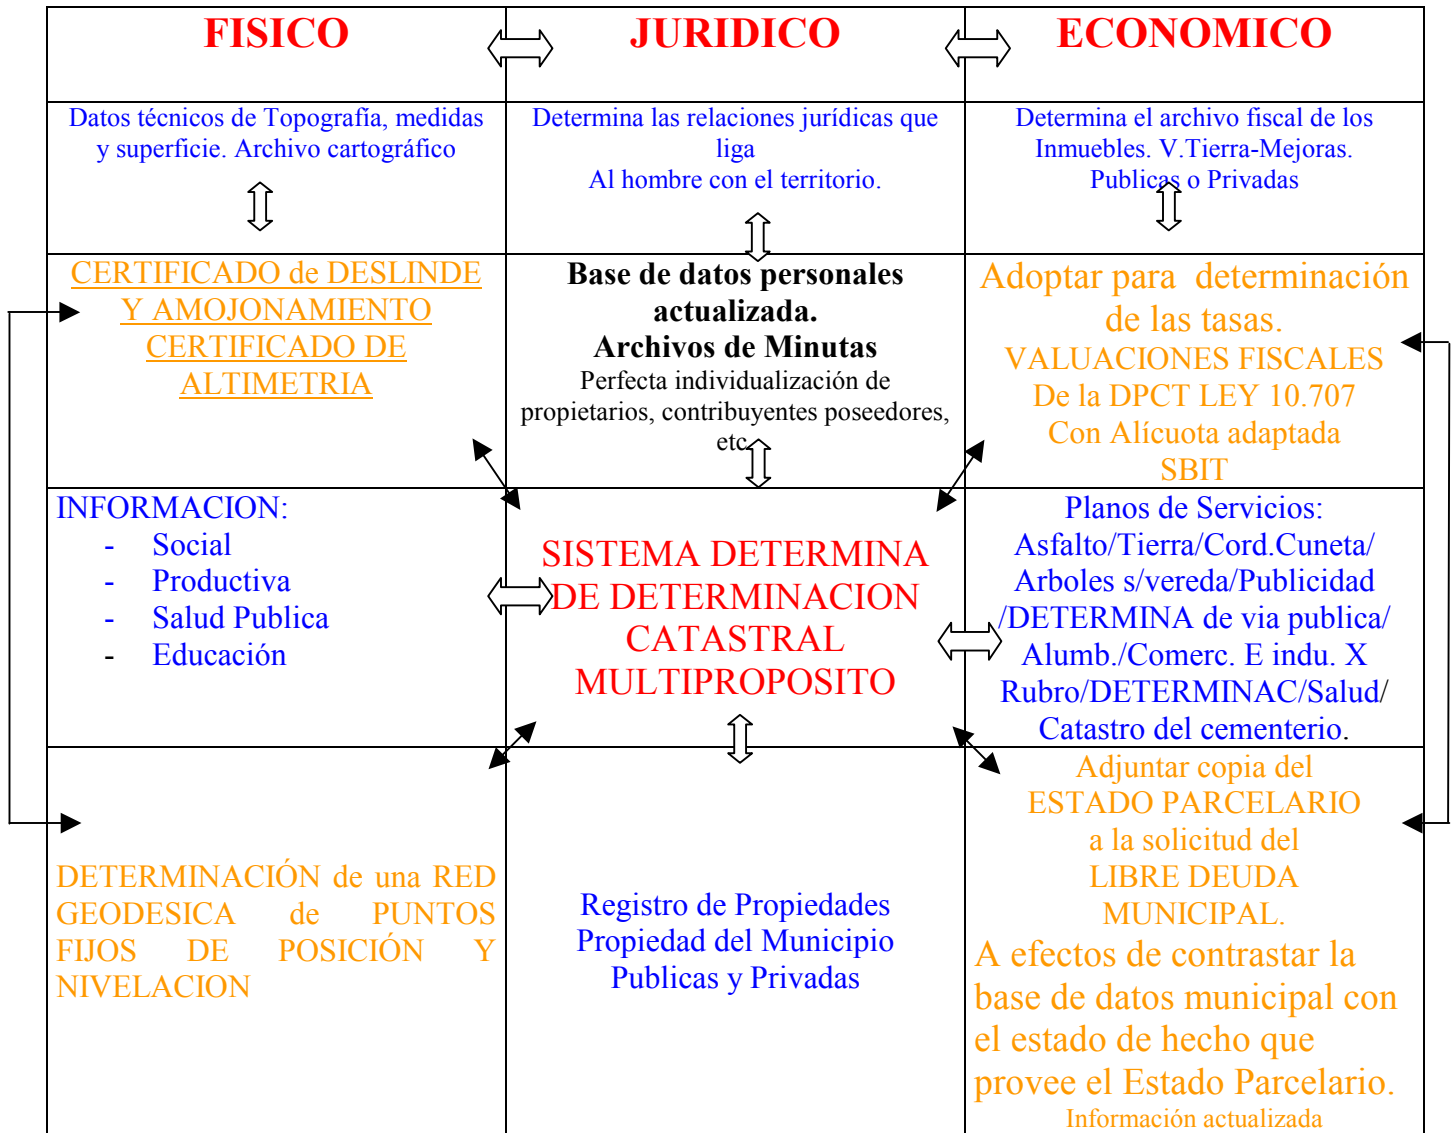 FISICO
JURIDICO
ECONOMICO
Datos técnicos de Topografía, medidas
y superficie. Archivo cartográfico
Determina las relaciones jurídicas que
liga
Al hombre con el territorio.
Determina el archivo fiscal de los
Inmuebles. V.Tierra-Mejoras.
Publicas o Privadas
CERTIFICADO de DESLINDE
Y AMOJONAMIENTO
CERTIFICADO DE
ALTIMETRIA
Base de datos personales
actualizada.
Archivos de Minutas
Perfecta individualización de
propietarios, contribuyentes poseedores,
etc
Adoptar para determinación
de las tasas.
VALUACIONES FISCALES
De la DPCT LEY 10.707
Con Alícuota adaptada
SBIT
INFORMACION:
- Social
- Productiva
- Salud Publica
- Educación
SISTEMA DETERMINA
DE DETERMINACION
CATASTRAL
MULTIPROPOSITO
Planos de Servicios:
Asfalto/Tierra/Cord.Cuneta/
Arboles s/vereda/Publicidad
/DETERMINA de via publica/
Alumb./Comerc. E indu. X
Rubro/DETERMINAC/Salud/
Catastro del cementerio.
DETERMINACIÓN de una RED
GEODESICA de PUNTOS
FIJOS DE POSICIÓN Y
NIVELACION
Registro de Propiedades
Propiedad del Municipio
Publicas y Privadas
Adjuntar copia del
ESTADO PARCELARIO
a la solicitud del
LIBRE DEUDA
MUNICIPAL.
A efectos de contrastar la
base de datos municipal con
el estado de hecho que
provee el Estado Parcelario.
Información actualizada